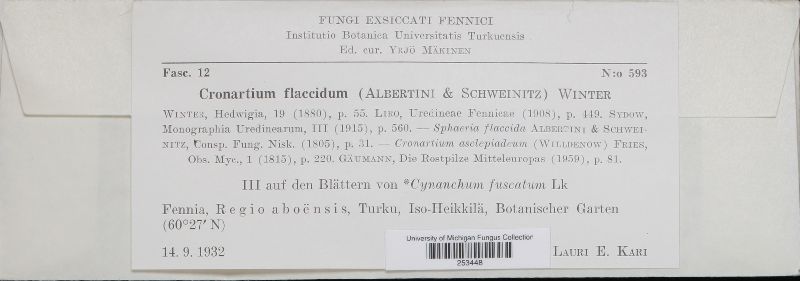 FUNGI EXSICCATI FENNICI
Institutio Botanica Universitatis Turkuensis
Ed. cur. YRJÖ MÄKINEN
Fasc. 12 N:o 593
Cronartium flaccidum (ALBERTINI & SCHWEINITZ) WINTER
WINTER, Hedwigia, 19 (1880), p. 55. LIRO, Uredineae Fennicae (1908), p. 449. SYDOW,
Monographia Uredinearum, III (1915), p. 560. — Sphaeria flaccida ALBERTINI & SCHWEI-
NITZ, Consp. Fung. Nisk. (1805), p. 31. — Cronartium asclepiadeum (WILLDENOW) FRIES,
Obs. Myc., 1 (1815), p. 220. GÄUMANN, Die Rostpilze Mitteleuropas (1959), p. 81.
III auf den Blättern von *Cynanchum fuscatum Lk
Fennia, Regio aboënsis, Turku, Iso-Heikkilä, Botanischer Garten
(60°27′ N)
14. 9. 1932 LAURI E. KARI
University of Michigan Fungus Collection
253448